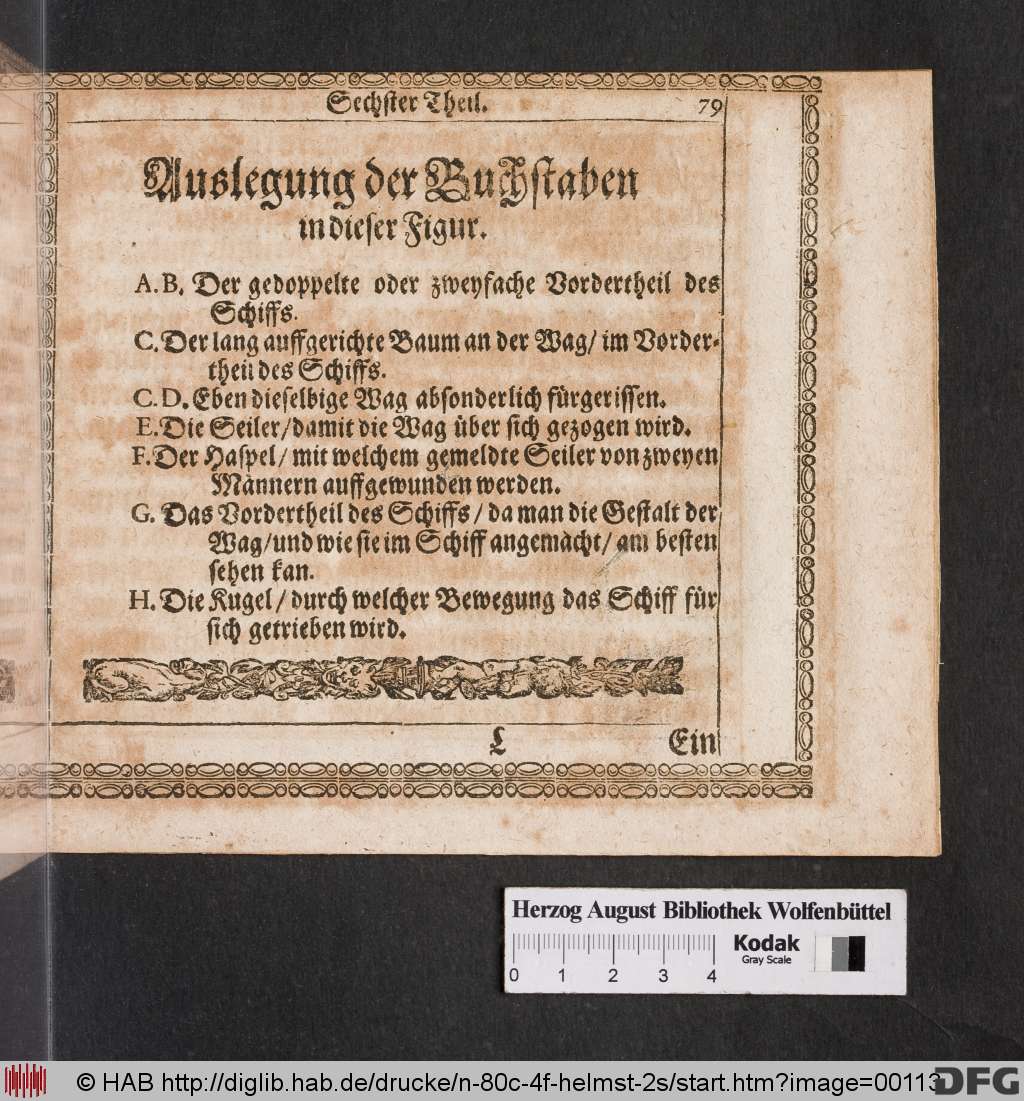 Sechster Theil. 79
Auslegung der Buchstaben
in dieser Figur.
A.B. Der gedoppelte oder zweyfache Vordertheil des
Schiffs.
C. Der lang auffgerichte Baum an der Wag/ im Vorder-
theil des Schiffs.
C.D. Eben dieselbige Wag absonderlich fürgerissen.
E. Die Seiler/ damit die Wag über sich gezogen wird.
F. Der Haspel/ mit welchem gemeldte Seiler von zweyen
Männern auffgewunden werden.
G. Das Vordertheil des Schiffs/ da man die Gestalt der
Wag/ und wie sie im Schiff angemacht/ am besten
sehen kan.
H. Die Kugel/ durch welcher Bewegung das Schiff für
sich getrieben wird.
L Ein
Herzog August Bibliothek Wolfenbüttel
Kodak
Gray Scale
0 1 2 3 4
© HAB http://diglib.hab.de/drucke/n-80c-4f-helmst-2s/start.htm?image=00113
DFG